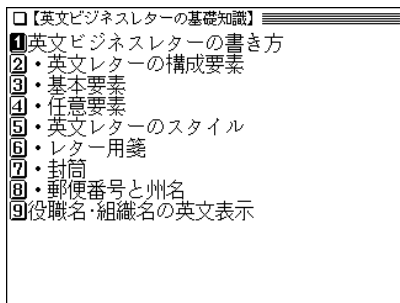 □【英文ビジネスレターの基礎知識】
1英文ビジネスレターの書き方
2・英文レターの構成要素
3・基本要素
4・任意要素
5・英文レターのスタイル
6・レター用箋
7・封筒
8・郵便番号と州名
9役職名・組織名の英文表示